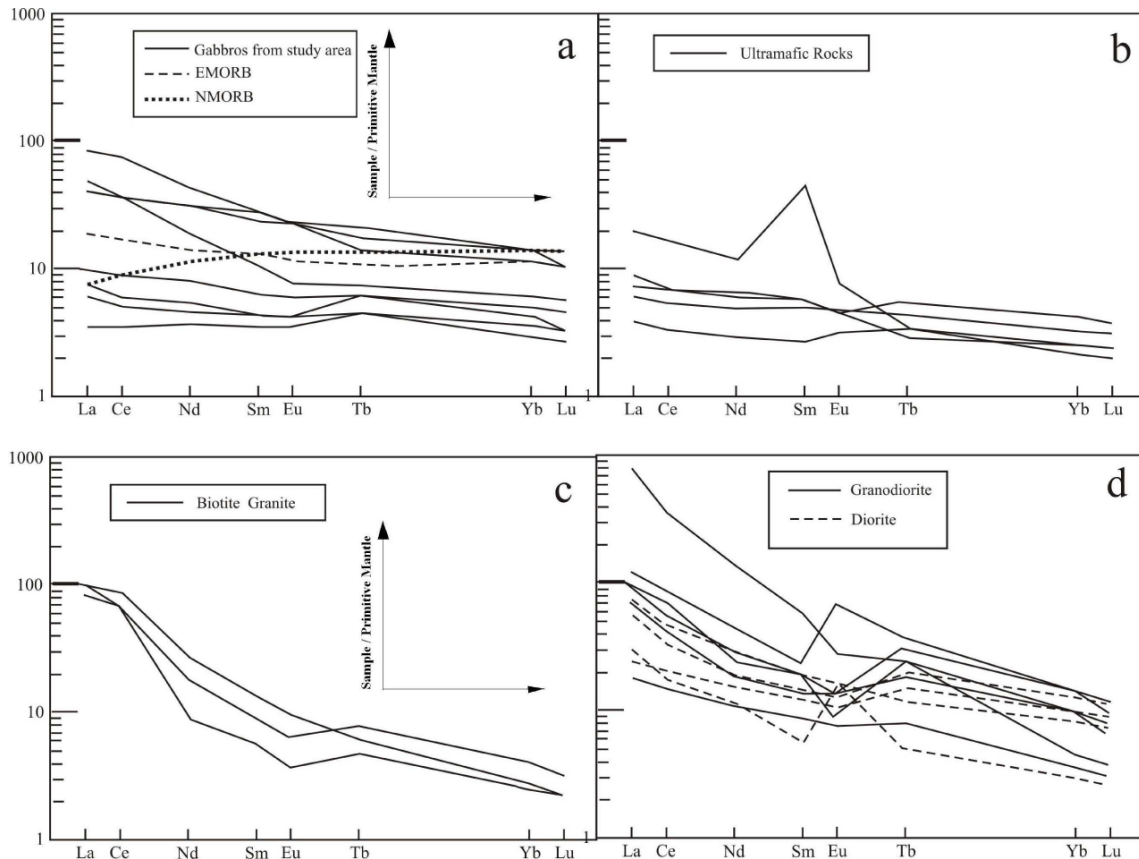 1000
100
10
1
a
Gabbros from study area
EMORB
NMORB
Sample / Primitive Mantle
La Ce Nd Sm Eu Tb Yb Lu
b
Ultramafic Rocks
1
La Ce Nd Sm Eu Tb Yb Lu
1000
100
10
1
c
Biotite Granite
Sample / Primitive Mantle
La Ce Nd Sm Eu Tb Yb Lu
d
Granodiorite
Diorite
1
La Ce Nd Sm Eu Tb Yb Lu